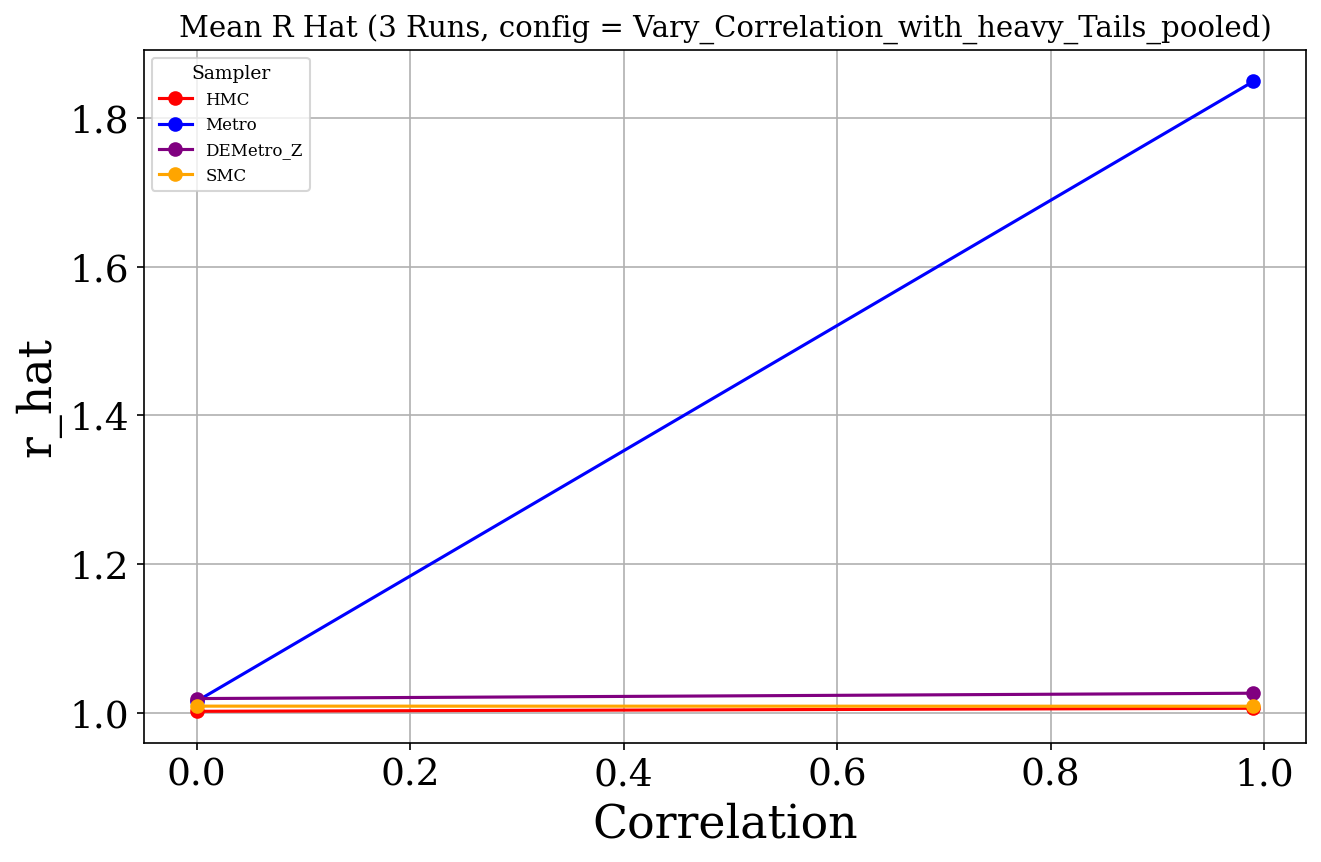 Mean R Hat (3 Runs, config = Vary_Correlation_with_heavy_Tails_pooled)
Sampler
HMC
Metro
DEMetro_Z
SMC
r_hat
1.8
1.6
1.4
1.2
1.0
0.0 0.2 0.4 0.6 0.8 1.0
Correlation